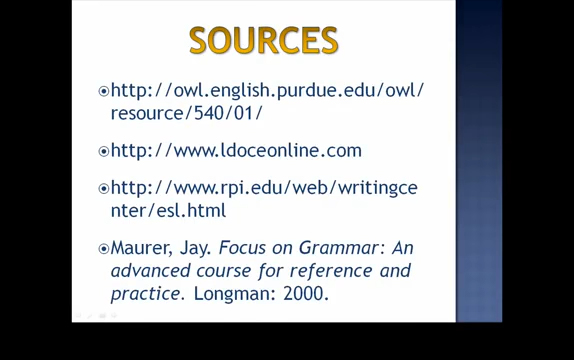 SOURCES
http://owl.english.purdue.edu/owl/
resource/540/01/
http://www.ldoceonline.com
http://www.rpi.edu/web/writingce
nter/esl.html
Maurer, Jay. Focus on Grammar: An
advanced course for reference and
practice. Longman: 2000.